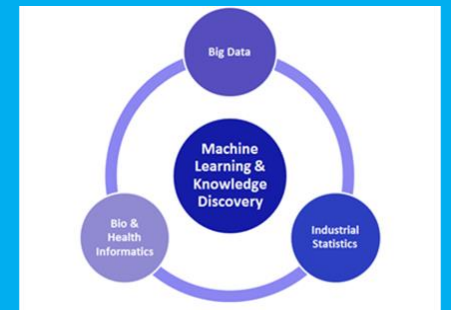 Big Data
Machine
Learning &
Knowledge
Discovery
Bio &
Health
Informatics
Industrial
Statistics